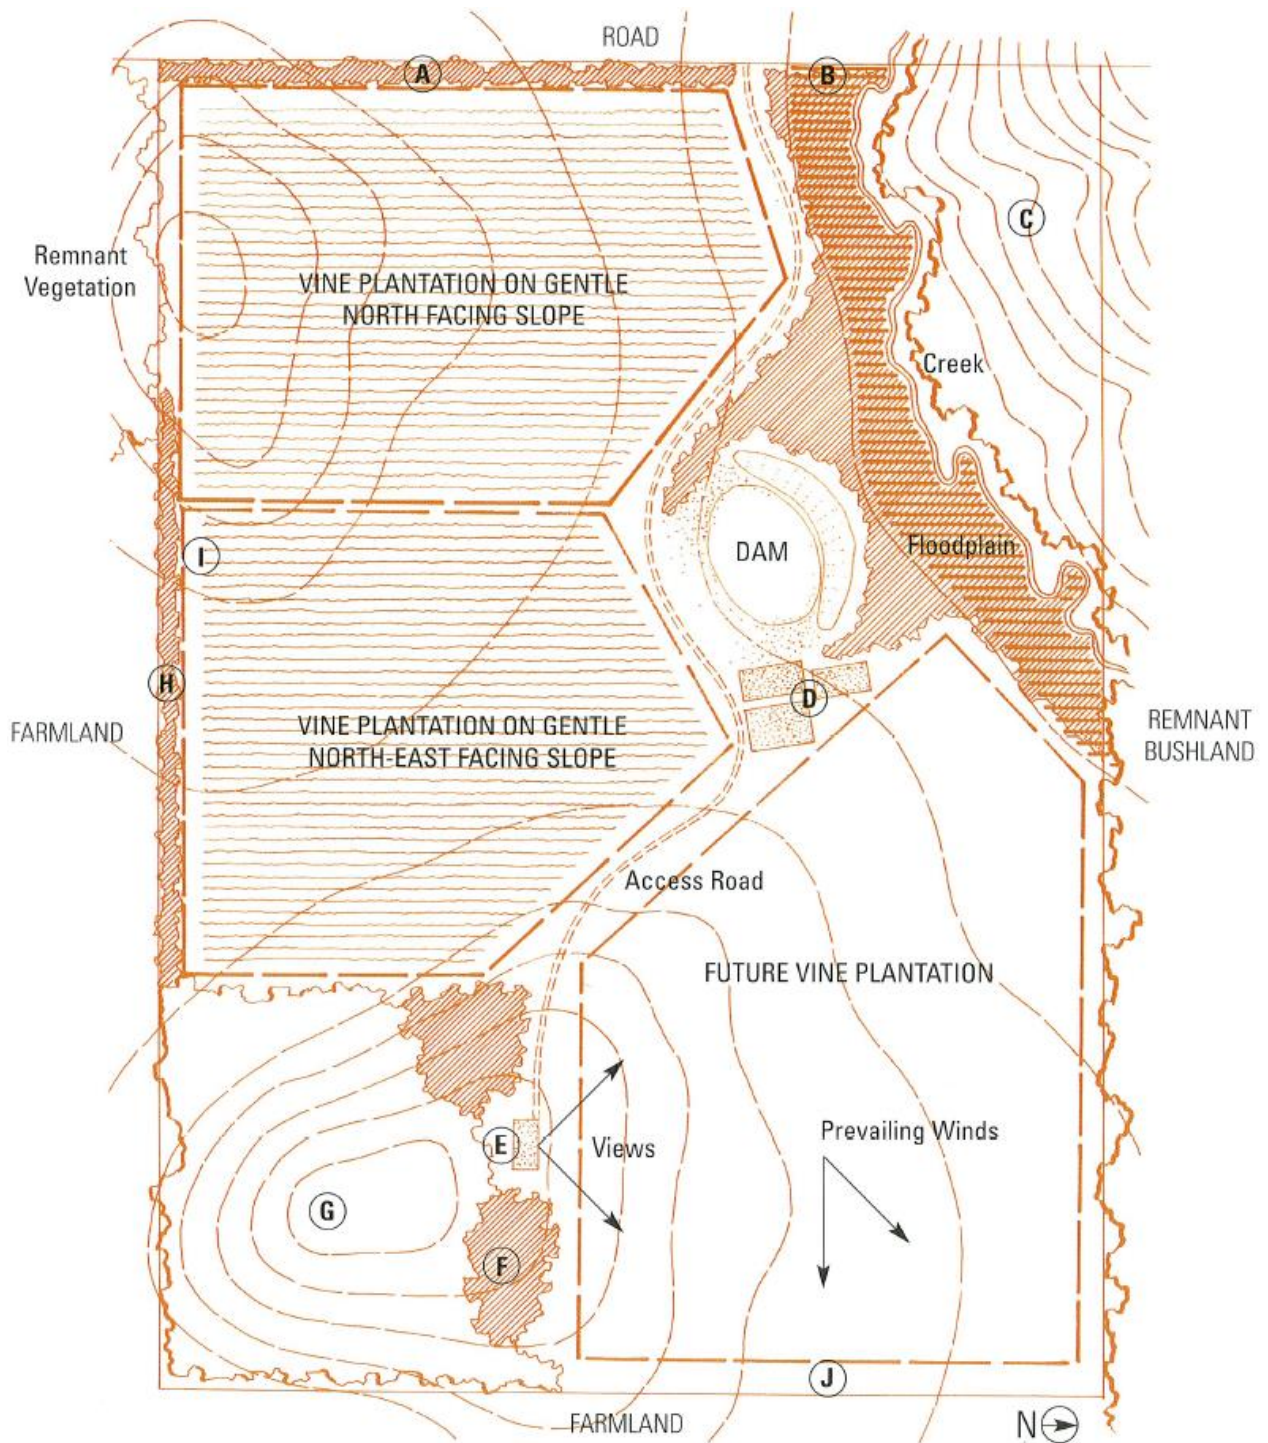 ROAD
A
B
C
Remnant
Vegetation
VINE PLANTATION ON GENTLE
NORTH FACING SLOPE
Creek
I
DAM
Floodplain
H
D
FARMLAND
VINE PLANTATION ON GENTLE
NORTH-EAST FACING SLOPE
REMNANT
BUSHLAND
Access Road
FUTURE VINE PLANTATION
E
Views
Prevailing Winds
G
F
J
FARMLAND
N